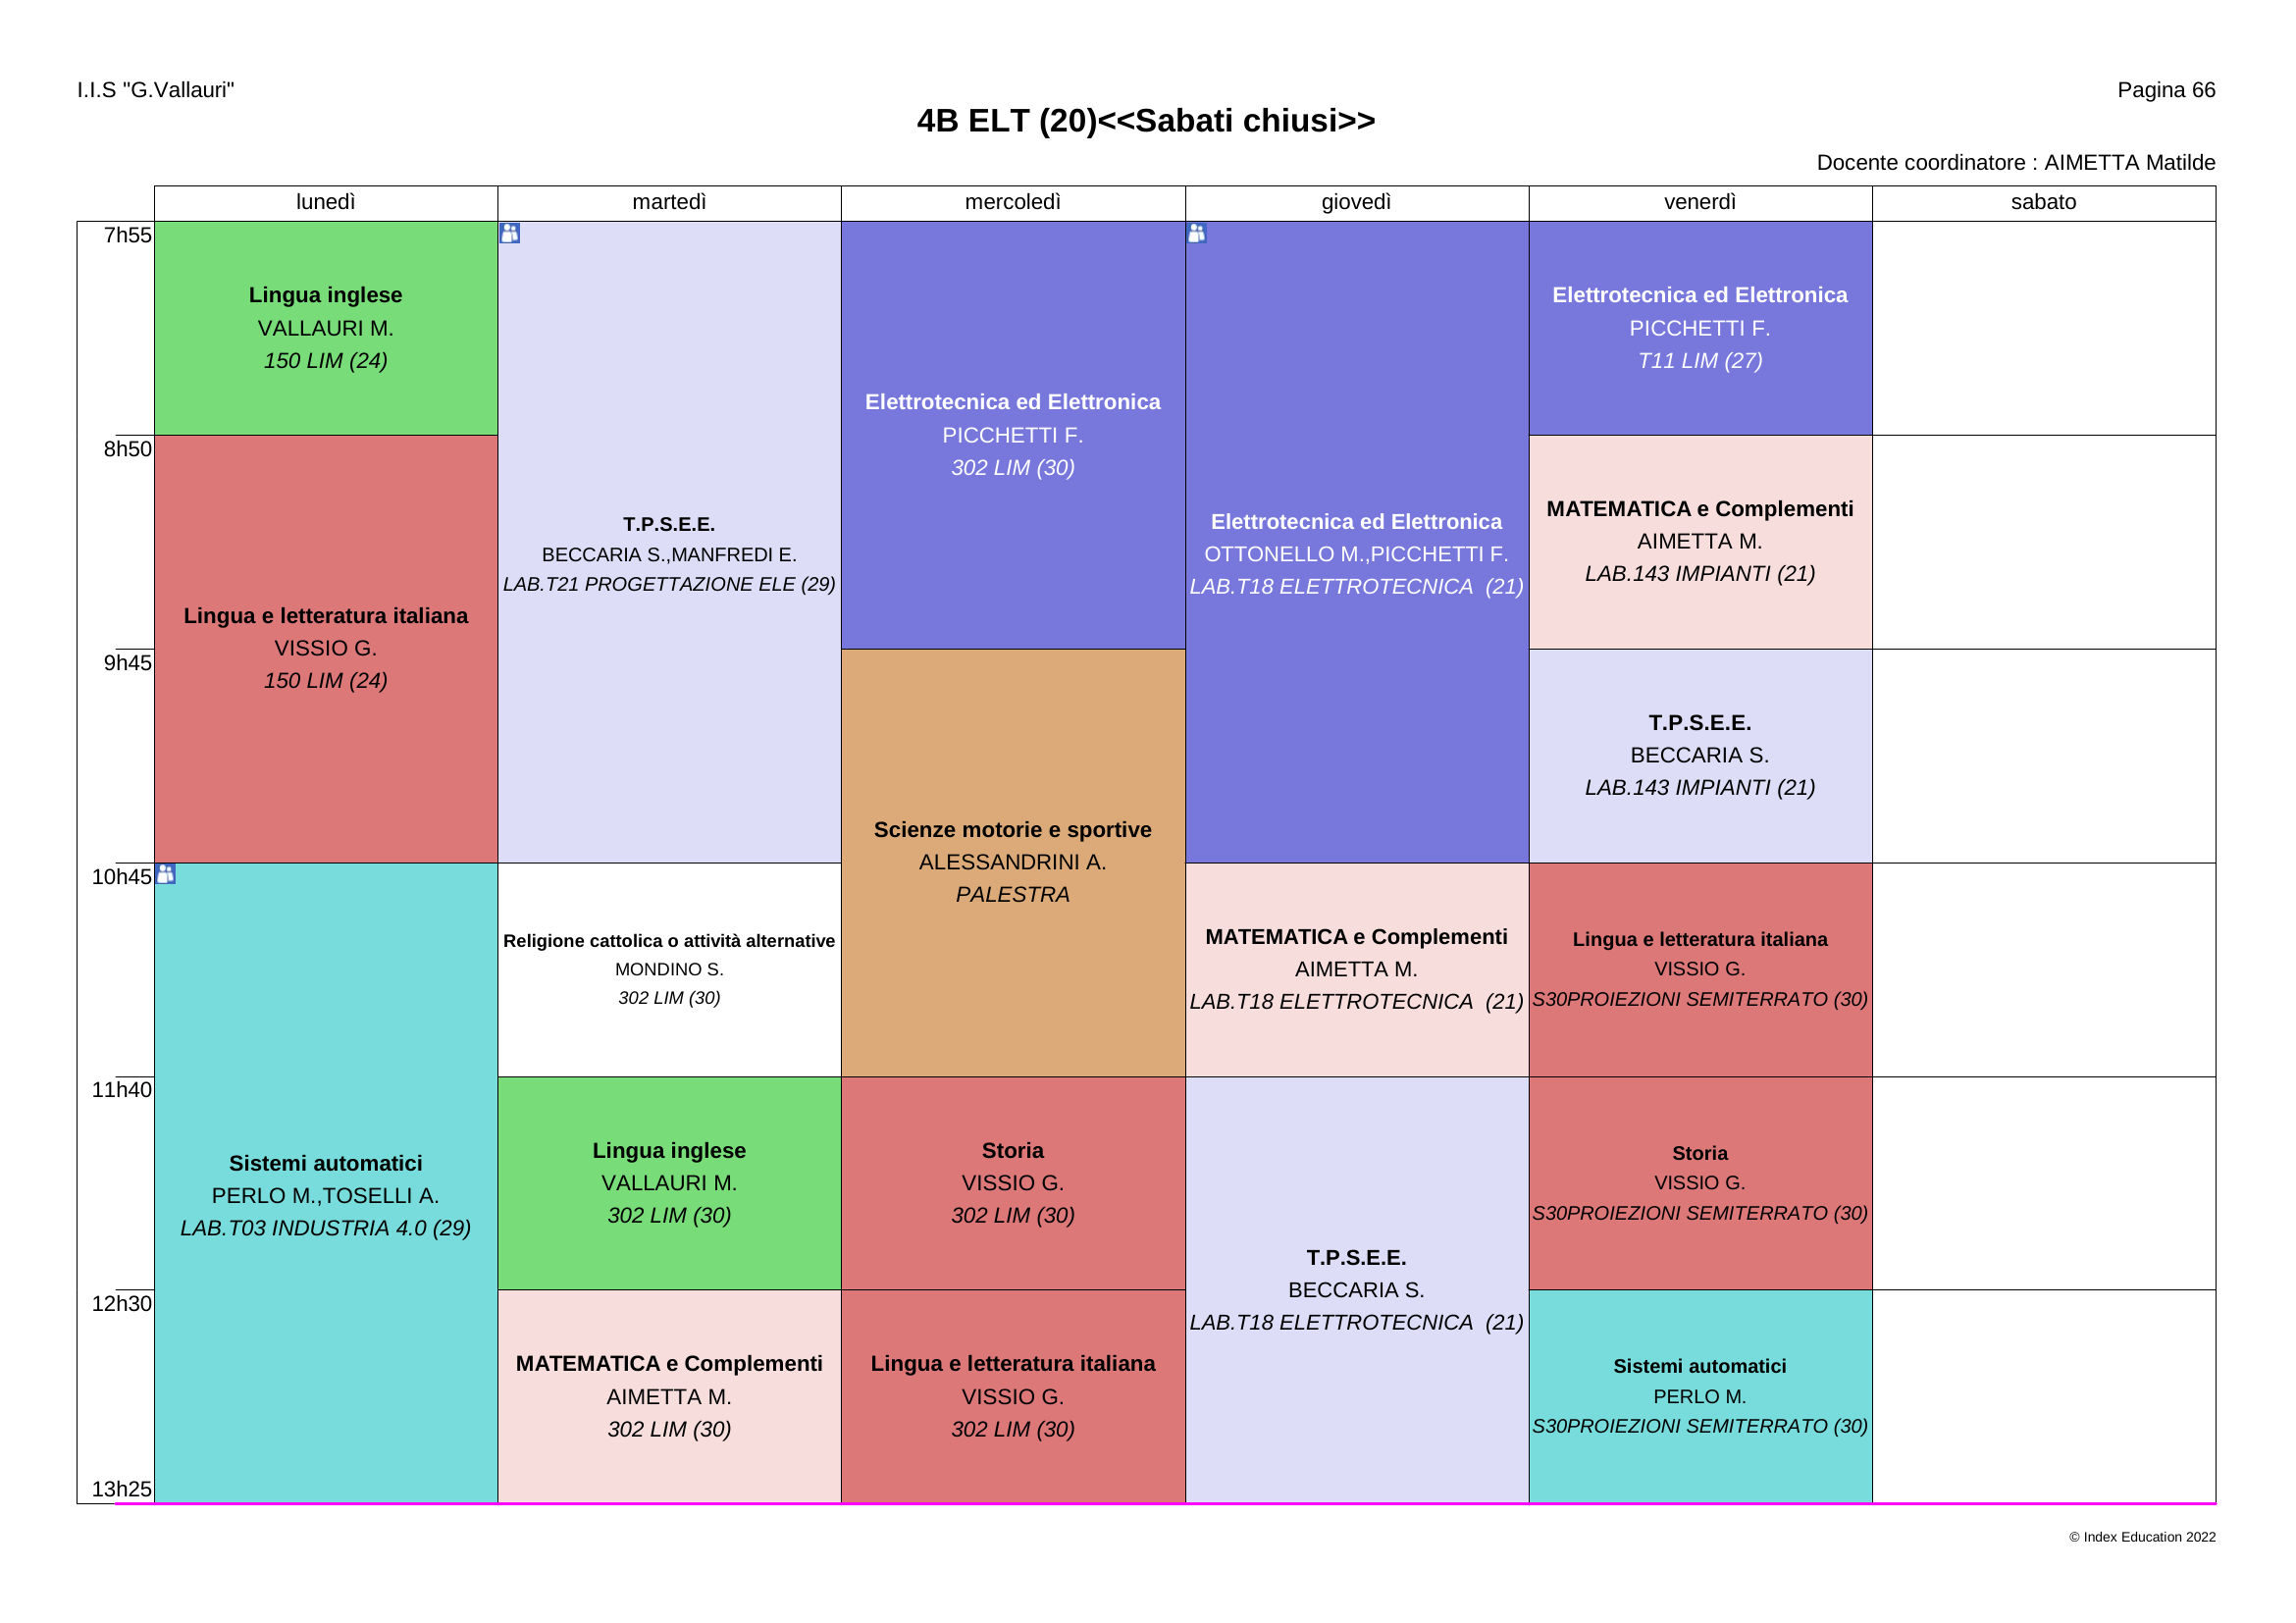 I.I.S "G.Vallauri"
Pagina 66
4B ELT (20)<<Sabati chiusi>>
Docente coordinatore : AIMETTA Matilde
lunedì
martedì
mercoledì
giovedì
venerdì
sabato
7h55
8h50
9h45
10h45
11h40
12h30
13h25
Lingua inglese
VALLAURI M.
150 LIM (24)
Lingua e letteratura italiana
VISSIO G.
150 LIM (24)
Sistemi automatici
PERLO M.,TOSELLI A.
LAB.T03 INDUSTRIA 4.0 (29)
T.P.S.E.E.
BECCARIA S.,MANFREDI E.
LAB.T21 PROGETTAZIONE ELE (29)
Religione cattolica o attività alternative
MONDINO S.
302 LIM (30)
Lingua inglese
VALLAURI M.
302 LIM (30)
MATEMATICA e Complementi
AIMETTA M.
302 LIM (30)
Elettrotecnica ed Elettronica
PICCHETTI F.
302 LIM (30)
Scienze motorie e sportive
ALESSANDRINI A.
PALESTRA
Storia
VISSIO G.
302 LIM (30)
Lingua e letteratura italiana
VISSIO G.
302 LIM (30)
Elettrotecnica ed Elettronica
OTTONELLO M.,PICCHETTI F.
LAB.T18 ELETTROTECNICA  (21)
MATEMATICA e Complementi
AIMETTA M.
LAB.T18 ELETTROTECNICA  (21)
T.P.S.E.E.
BECCARIA S.
LAB.T18 ELETTROTECNICA  (21)
Elettrotecnica ed Elettronica
PICCHETTI F.
T11 LIM (27)
MATEMATICA e Complementi
AIMETTA M.
LAB.143 IMPIANTI (21)
T.P.S.E.E.
BECCARIA S.
LAB.143 IMPIANTI (21)
Lingua e letteratura italiana
VISSIO G.
S30PROIEZIONI SEMITERRATO (30)
Storia
VISSIO G.
S30PROIEZIONI SEMITERRATO (30)
Sistemi automatici
PERLO M.
S30PROIEZIONI SEMITERRATO (30)
© Index Education 2022